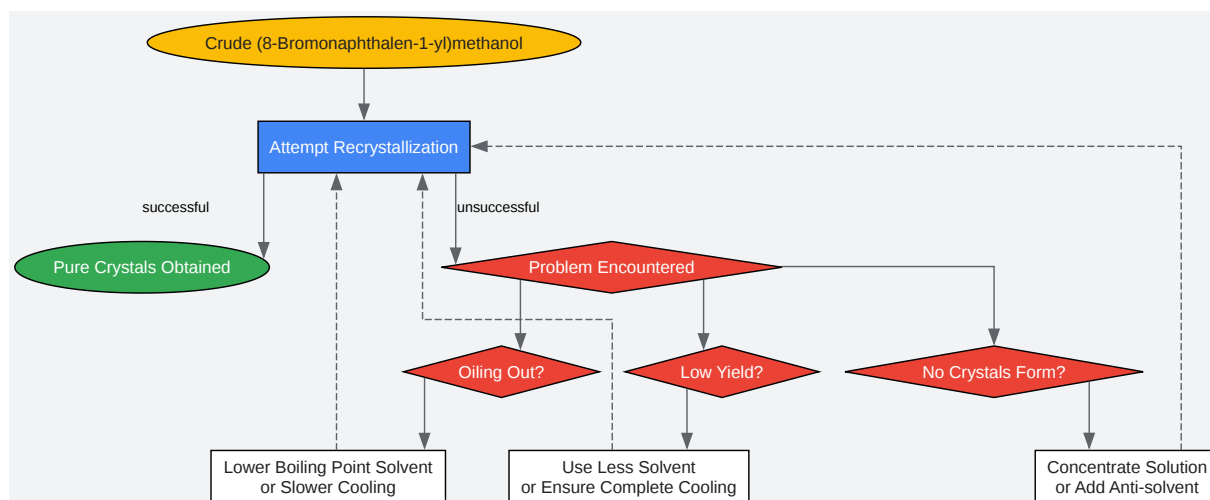 Crude (8-Bromonaphthalen-1-yl)methanol
Attempt Recrystallization
successful
unsuccessful
Pure Crystals Obtained
Problem Encountered
Oiling Out?
Low Yield?
No Crystals Form?
Lower Boiling Point Solvent
or Slower Cooling
Use Less Solvent
or Ensure Complete Cooling
Concentrate Solution
or Add Anti-solvent